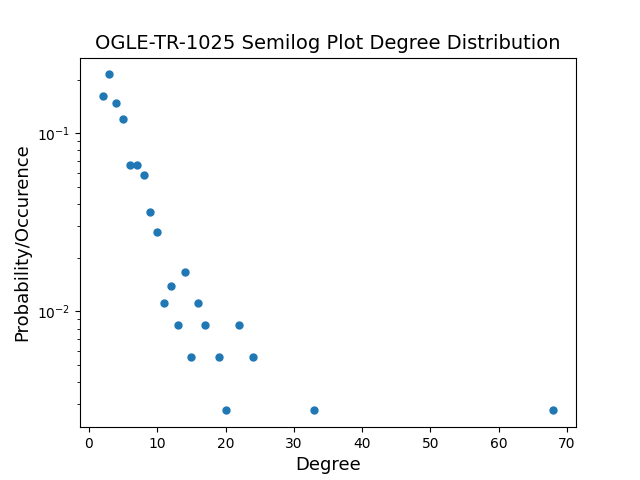 OGLE-TR-1025 Semilog Plot Degree Distribution
Probability/Occurence
10⁻¹
10⁻²
0 10 20 30 40 50 60 70
Degree